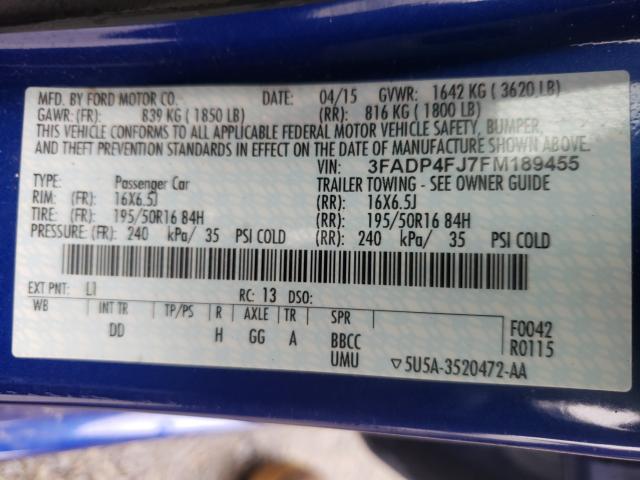 MFD. BY FORD MOTOR CO. DATE: 04/15 GVWR: 1642 KG ( 3620 LB)
GAWR: (FR): 839 KG ( 1850 LB) (RR): 816 KG ( 1800 LB)
THIS VEHICLE CONFORMS TO ALL APPLICABLE FEDERAL MOTOR VEHICLE SAFETY, BUMPER,
AND THEFT PREVENTION STANDARDS IN EFFECT ON THE DATE OF MANUFACTURE SHOWN ABOVE.
VIN: 3FADP4FJ7FM189455
TYPE: Passenger Car TRAILER TOWING - SEE OWNER GUIDE
RIM: (FR): 16X6.5J (RR): 16X6.5J
TIRE: (FR): 195/50R16 84H (RR): 195/50R16 84H
PRESSURE: (FR): 240 kPa/ 35 PSI COLD (RR): 240 kPa/ 35 PSI COLD
EXT PNT: L1 RC: 13 DSO:
WB INT TR TP/PS R AXLE TR SPR
DD H GG A BBCC F0042
UMU R0115
▽5U5A-3520472-AA